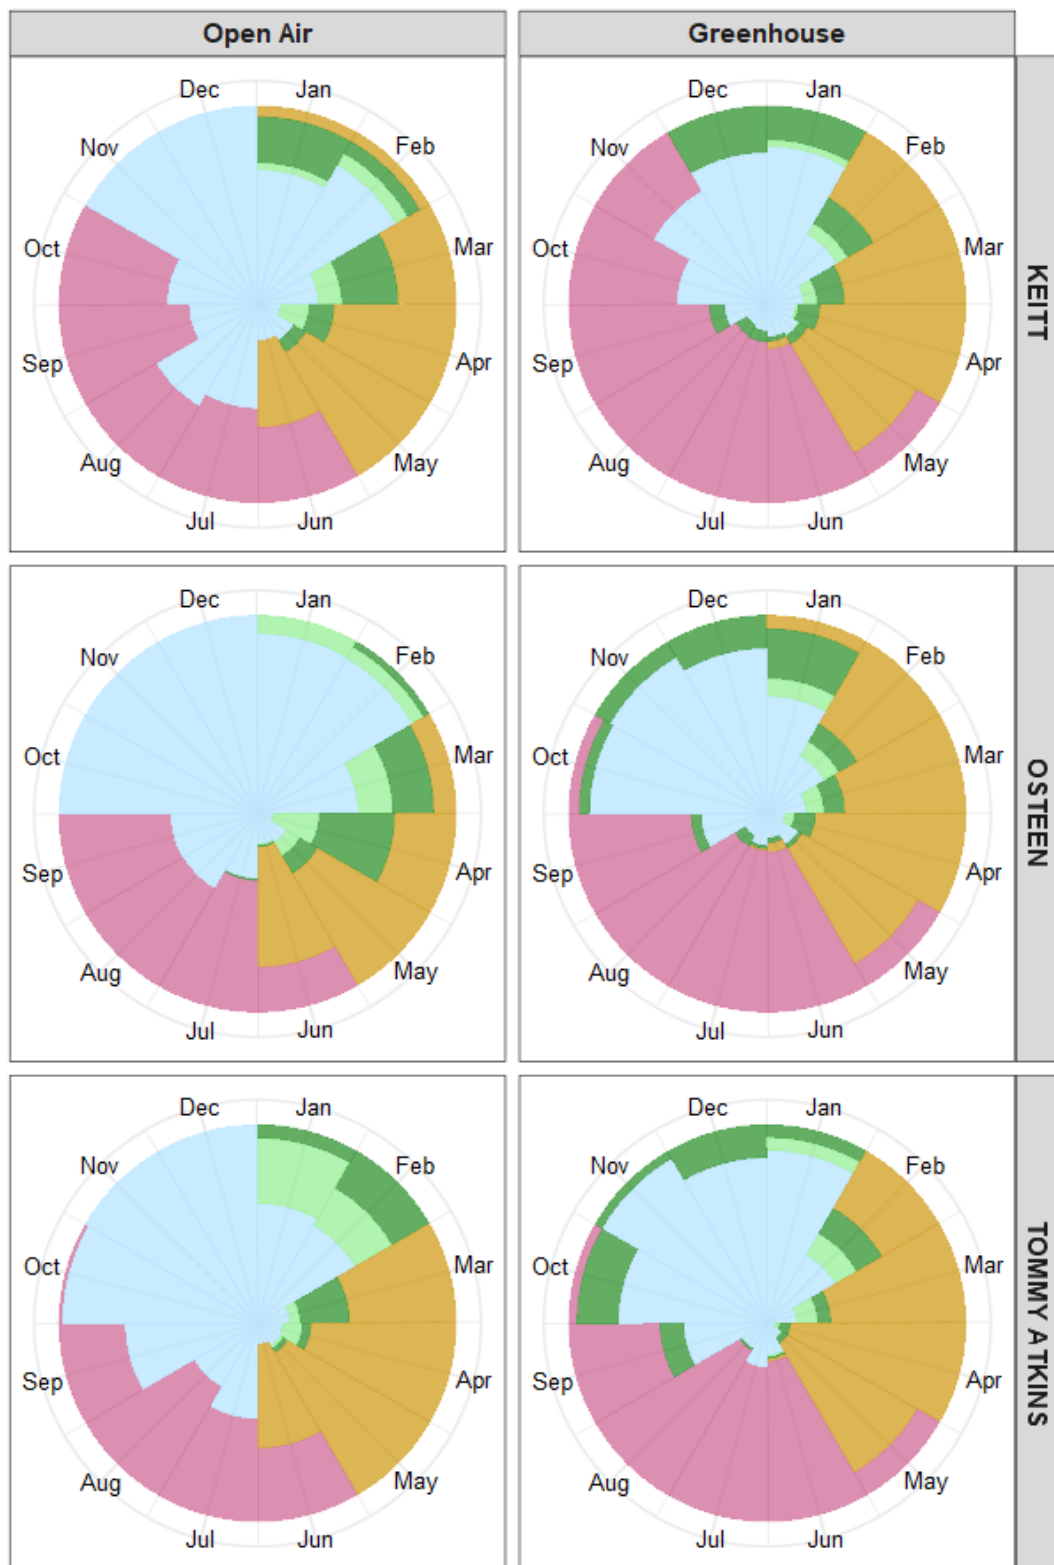 Open Air
Greenhouse
Dec
Jan
Nov
Feb
Oct
Mar
Sep
Apr
Aug
May
Jul
Jun
Dec
Jan
Nov
Feb
Oct
Mar
Sep
Apr
Aug
May
Jul
Jun
KEITT
Dec
Jan
Nov
Feb
Oct
Mar
Sep
Apr
Aug
May
Jul
Jun
Dec
Jan
Nov
Feb
Oct
Mar
Sep
Apr
Aug
May
Jul
Jun
OSTEEN
Dec
Jan
Nov
Feb
Oct
Mar
Sep
Apr
Aug
May
Jul
Jun
Dec
Jan
Nov
Feb
Oct
Mar
Sep
Apr
Aug
May
Jul
Jun
TOMMY ATKINS